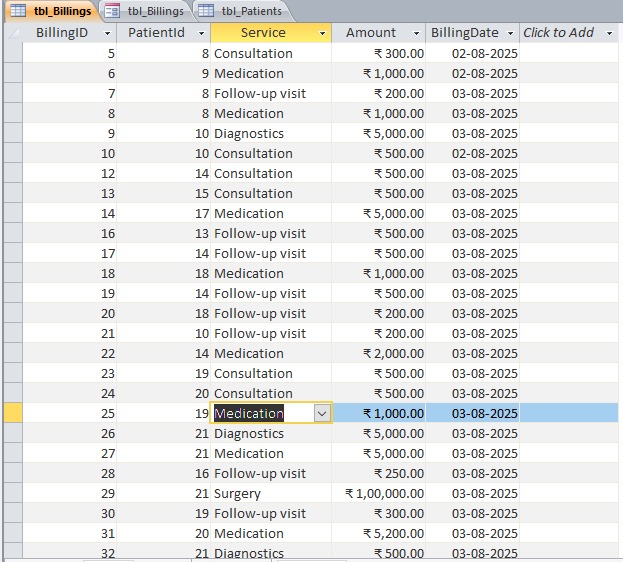 tbl_Billings tbl_Billings tbl_Patients
BillingID PatientId Service Amount BillingDate Click to Add
5 8 Consultation ₹ 300.00 02-08-2025
6 9 Medication ₹ 1,000.00 02-08-2025
7 8 Follow-up visit ₹ 200.00 03-08-2025
8 8 Medication ₹ 1,000.00 03-08-2025
9 10 Diagnostics ₹ 5,000.00 03-08-2025
10 10 Consultation ₹ 500.00 02-08-2025
12 14 Consultation ₹ 500.00 03-08-2025
13 15 Consultation ₹ 500.00 03-08-2025
14 17 Medication ₹ 5,000.00 03-08-2025
16 13 Follow-up visit ₹ 500.00 03-08-2025
17 14 Follow-up visit ₹ 500.00 03-08-2025
18 18 Medication ₹ 1,000.00 03-08-2025
19 14 Follow-up visit ₹ 500.00 03-08-2025
20 18 Follow-up visit ₹ 200.00 03-08-2025
21 10 Follow-up visit ₹ 200.00 03-08-2025
22 14 Medication ₹ 2,000.00 03-08-2025
23 19 Consultation ₹ 500.00 03-08-2025
24 20 Consultation ₹ 500.00 03-08-2025
25 19 Medication ₹ 1,000.00 03-08-2025
26 21 Diagnostics ₹ 5,000.00 03-08-2025
27 21 Medication ₹ 5,000.00 03-08-2025
28 16 Follow-up visit ₹ 250.00 03-08-2025
29 21 Surgery ₹ 1,00,000.00 03-08-2025
30 19 Follow-up visit ₹ 300.00 03-08-2025
31 20 Medication ₹ 5,200.00 03-08-2025
32 21 Diagnostics ₹ 500.00 03-08-2025